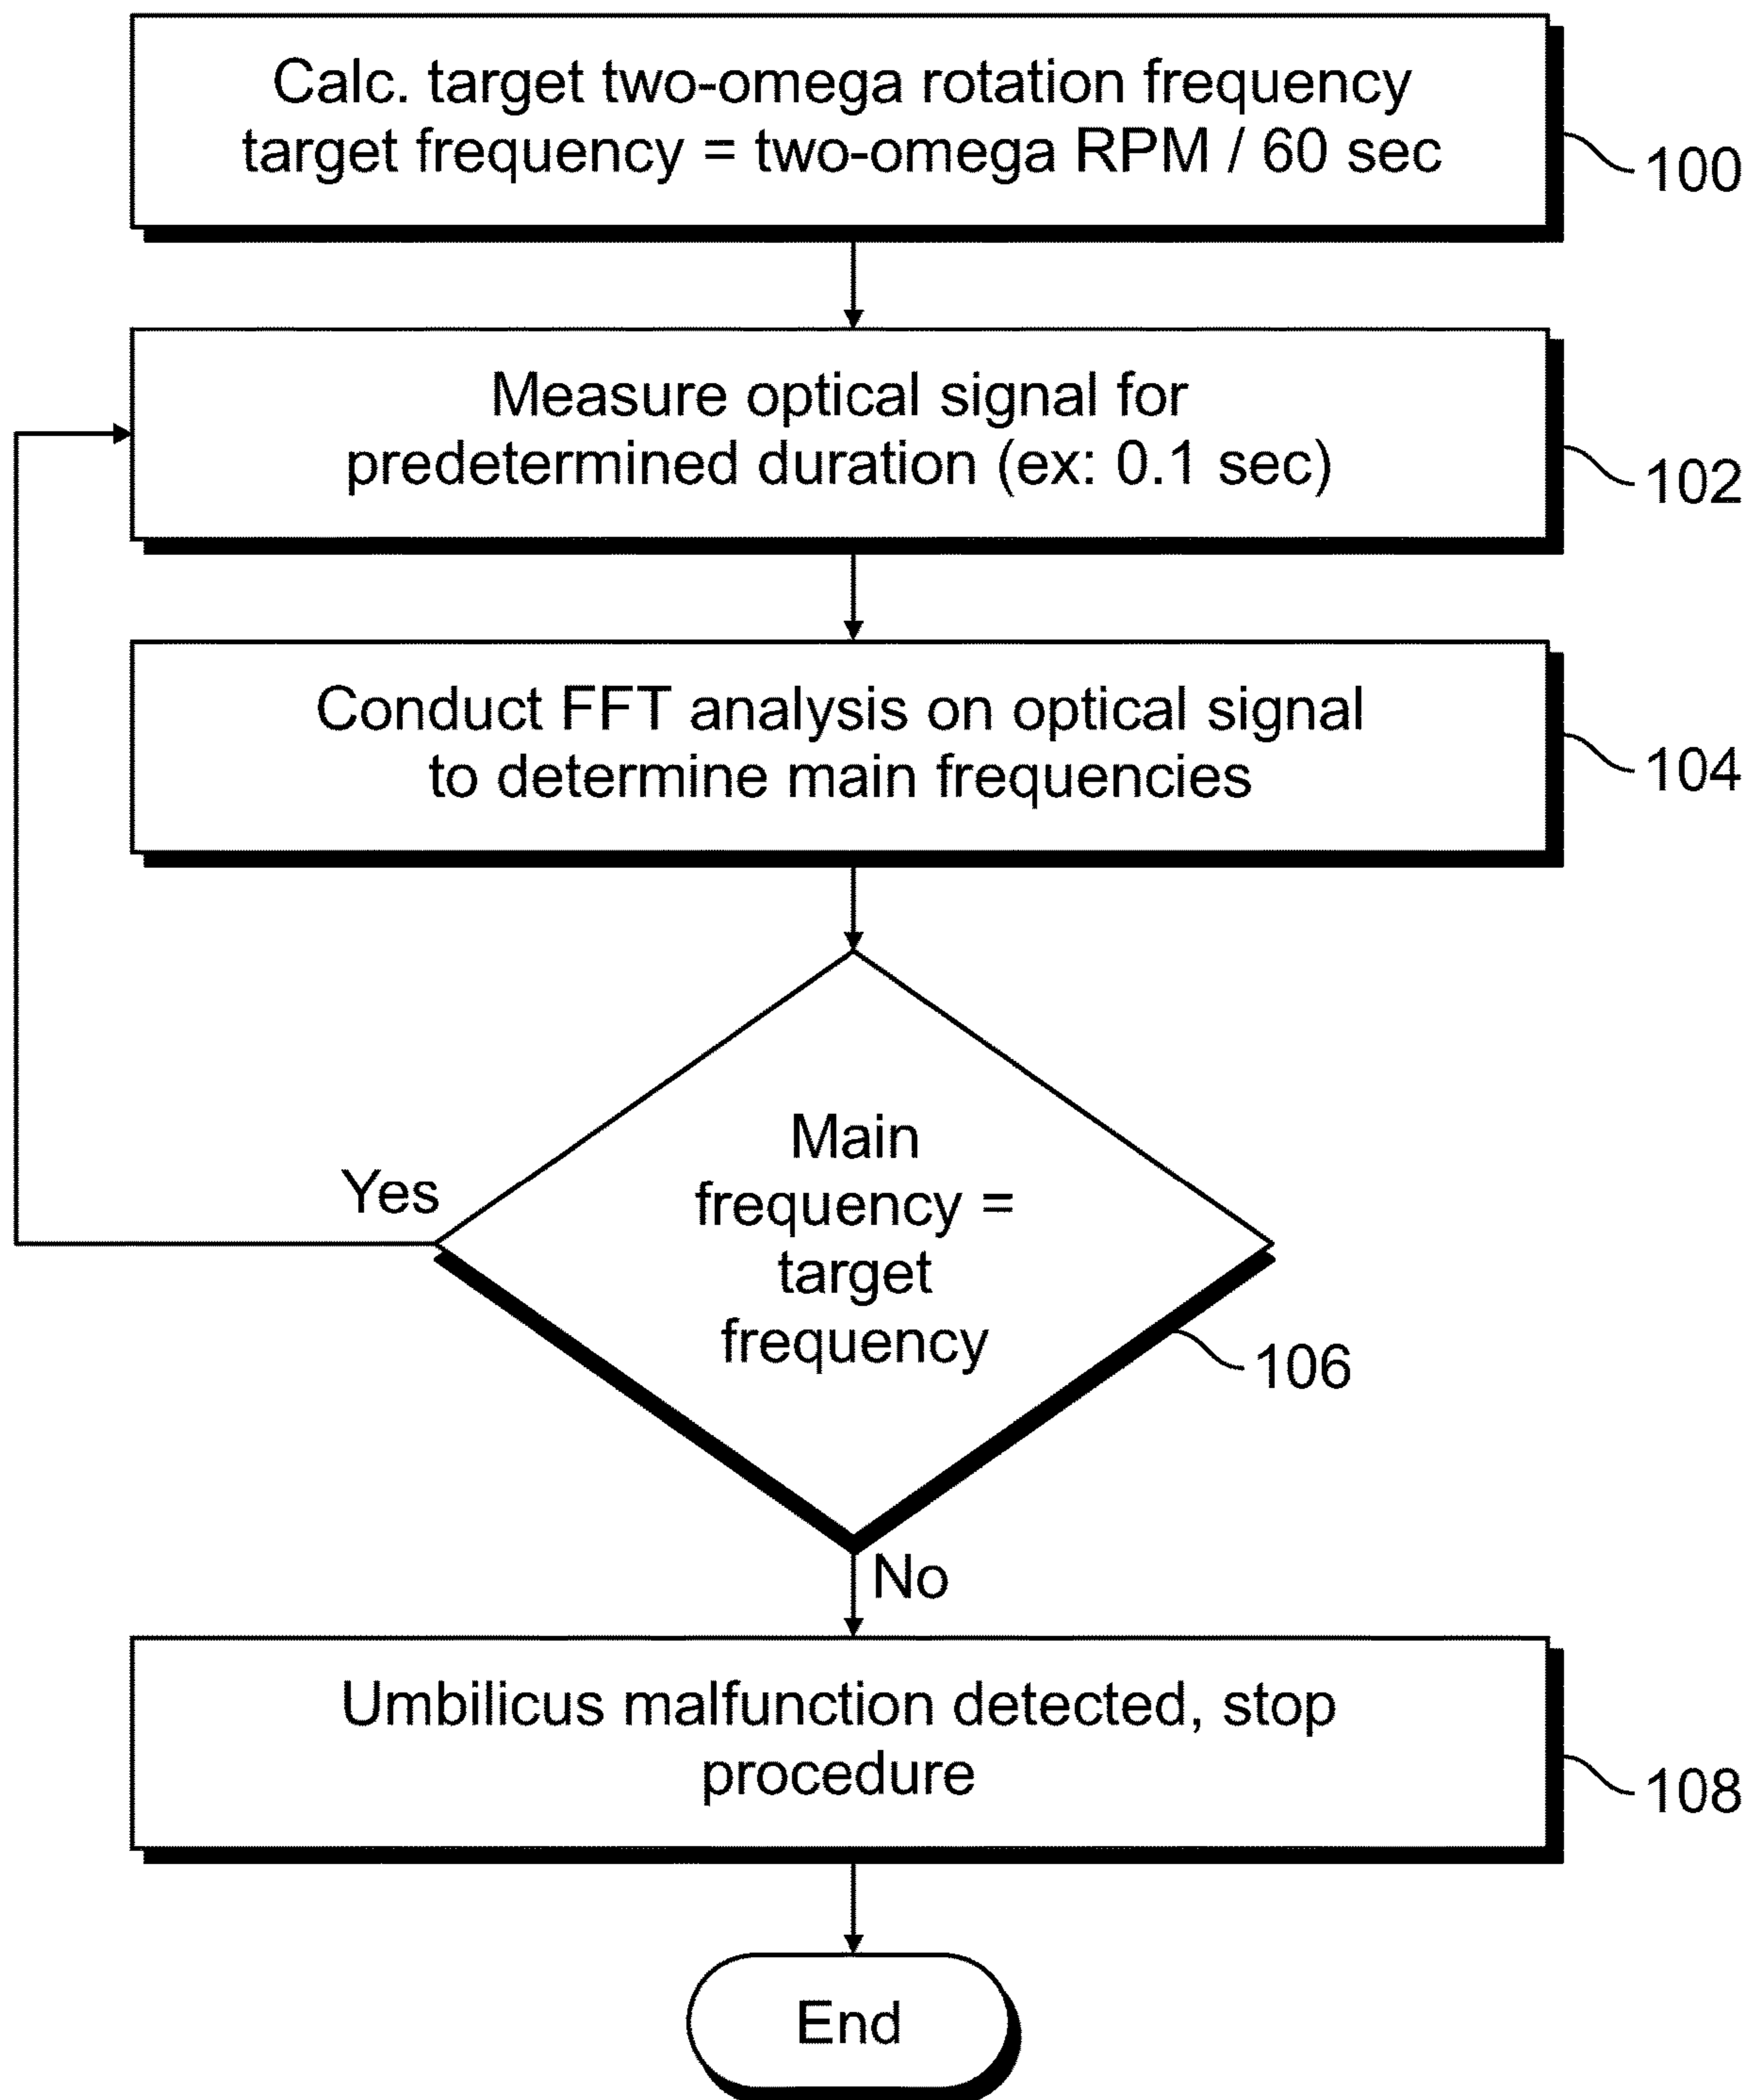 Calc. target two-omega rotation frequency
target frequency = two-omega RPM / 60 sec
100
Measure optical signal for
predetermined duration (ex: 0.1 sec)
102
Conduct FFT analysis on optical signal
to determine main frequencies
104
Main
frequency =
target
frequency
Yes
106
No
Umbilicus malfunction detected, stop
procedure
108
End